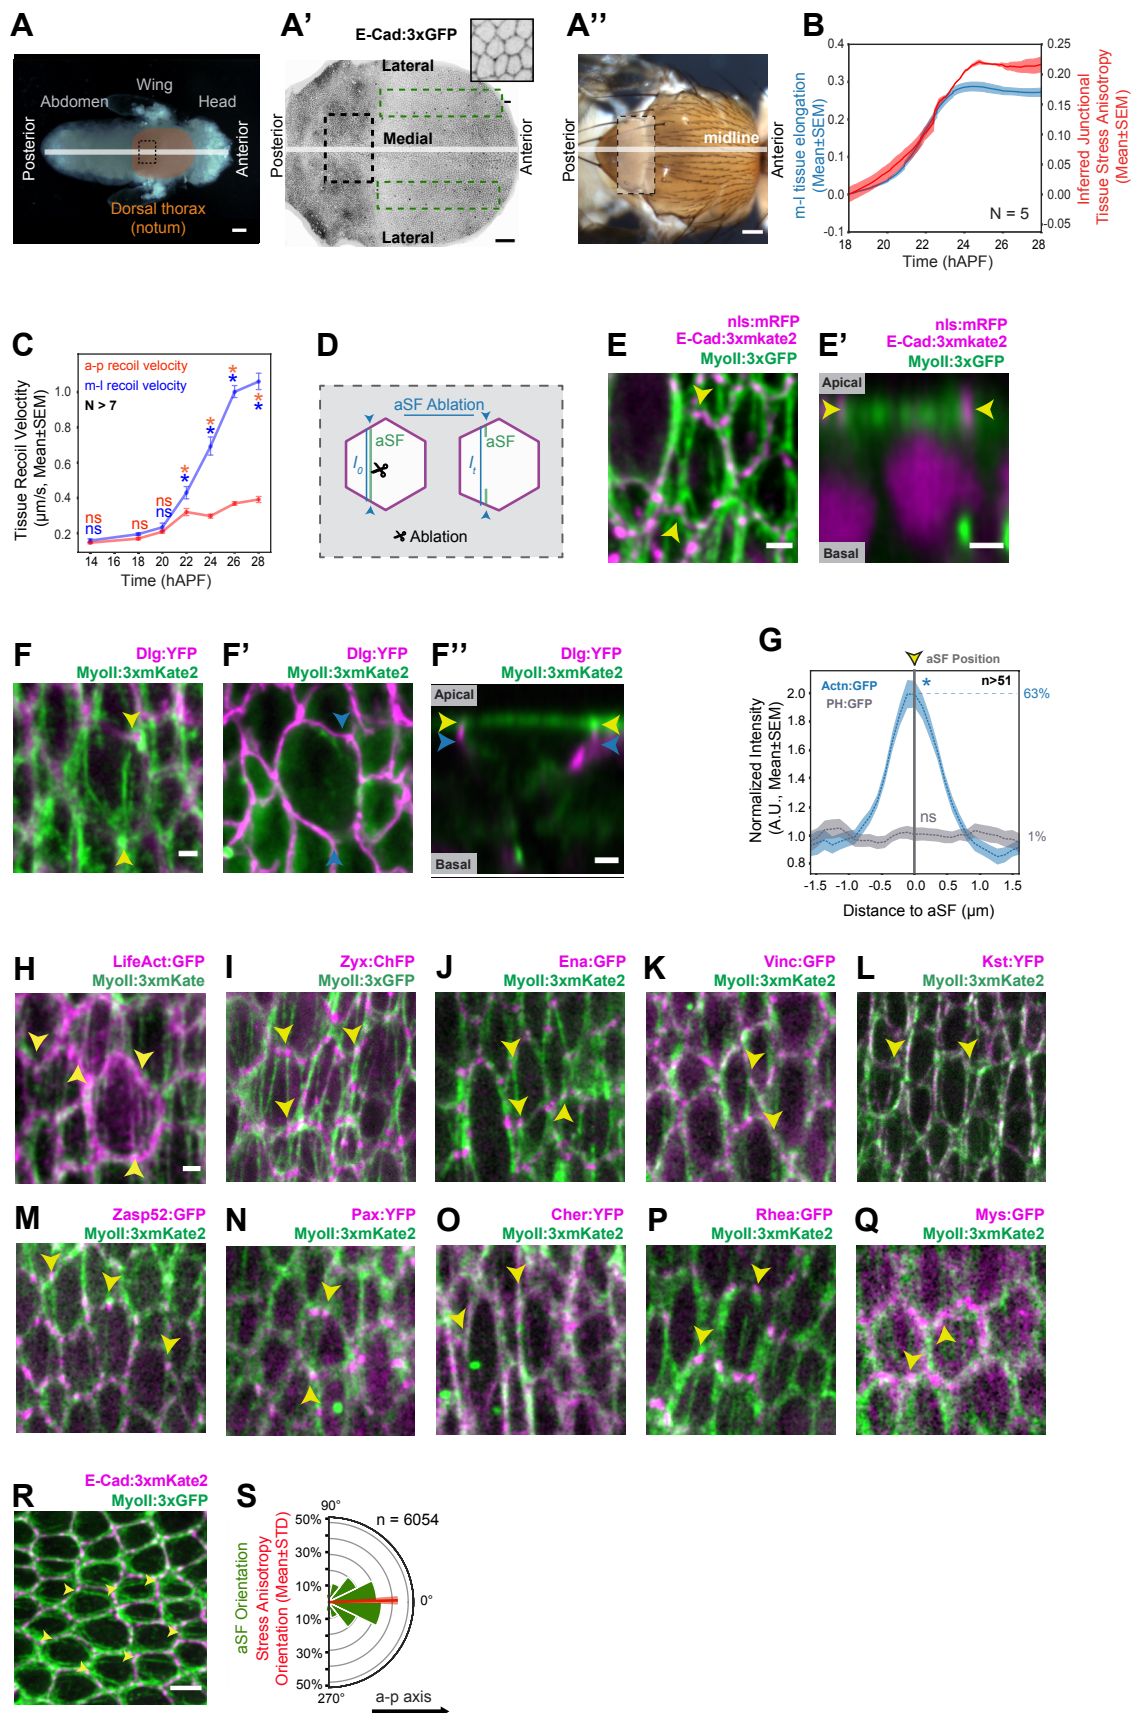 A
Abdomen
Wing
Head
Posterior
Anterior
Dorsal thorax
(notum)
A'
E-Cad:3xGFP
Lateral
Medial
Lateral
Posterior
Anterior
A''
midline
Posterior
Anterior
B
0.4
0.3
0.2
0.1
0.0
-0.1
m-l tissue elongation
(Mean±SEM)
0.25
0.20
0.15
0.10
0.05
0.00
-0.05
Inferred Junctional
Tissue Stress Anisotropy
(Mean±SEM)
N = 5
18 20 22 24 26 28
Time (hAPF)
C
a-p recoil velocity
m-l recoil velocity
N > 7
Tissue Recoil Velocity
(µm/s, Mean±SEM)
1.0
0.8
0.6
0.4
0.2
ns
ns
ns
ns
ns
*
*
*
*
*
*
*
*
14 16 18 20 22 24 26 28
Time (hAPF)
D
aSF Ablation
aSF
l0
aSF
lt
Ablation
E
nls:mRFP
E-Cad:3xmkate2
MyoII:3xGFP
E'
nls:mRFP
E-Cad:3xmkate2
MyoII:3xGFP
Apical
Basal
F
Dlg:YFP
MyoII:3xmKate2
F'
Dlg:YFP
MyoII:3xmKate2
F''
Dlg:YFP
MyoII:3xmKate2
Apical
Basal
G
aSF Position
Actn:GFP
PH:GFP
*
n>51
63%
ns
1%
Normalized Intensity
(A.U., Mean±SEM)
2.0
1.8
1.6
1.4
1.2
1.0
0.8
-1.5 -1.0 -0.5 0.0 0.5 1.0 1.5
Distance to aSF (µm)
H
LifeAct:GFP
MyoII:3xmKate
I
Zyx:ChFP
MyoII:3xGFP
J
Ena:GFP
MyoII:3xmKate2
K
Vinc:GFP
MyoII:3xmKate2
L
Kst:YFP
MyoII:3xmKate2
M
Zasp52:GFP
MyoII:3xmKate2
N
Pax:YFP
MyoII:3xmKate2
O
Cher:YFP
MyoII:3xmKate2
P
Rhea:GFP
MyoII:3xmKate2
Q
Mys:GFP
MyoII:3xmKate2
R
E-Cad:3xmKate2
MyoII:3xGFP
S
90°
n = 6054
50%
30%
10%
10%
30%
50%
0°
270°
aSF Orientation
Stress Anisotropy
Orientation (Mean±STD)
a-p axis